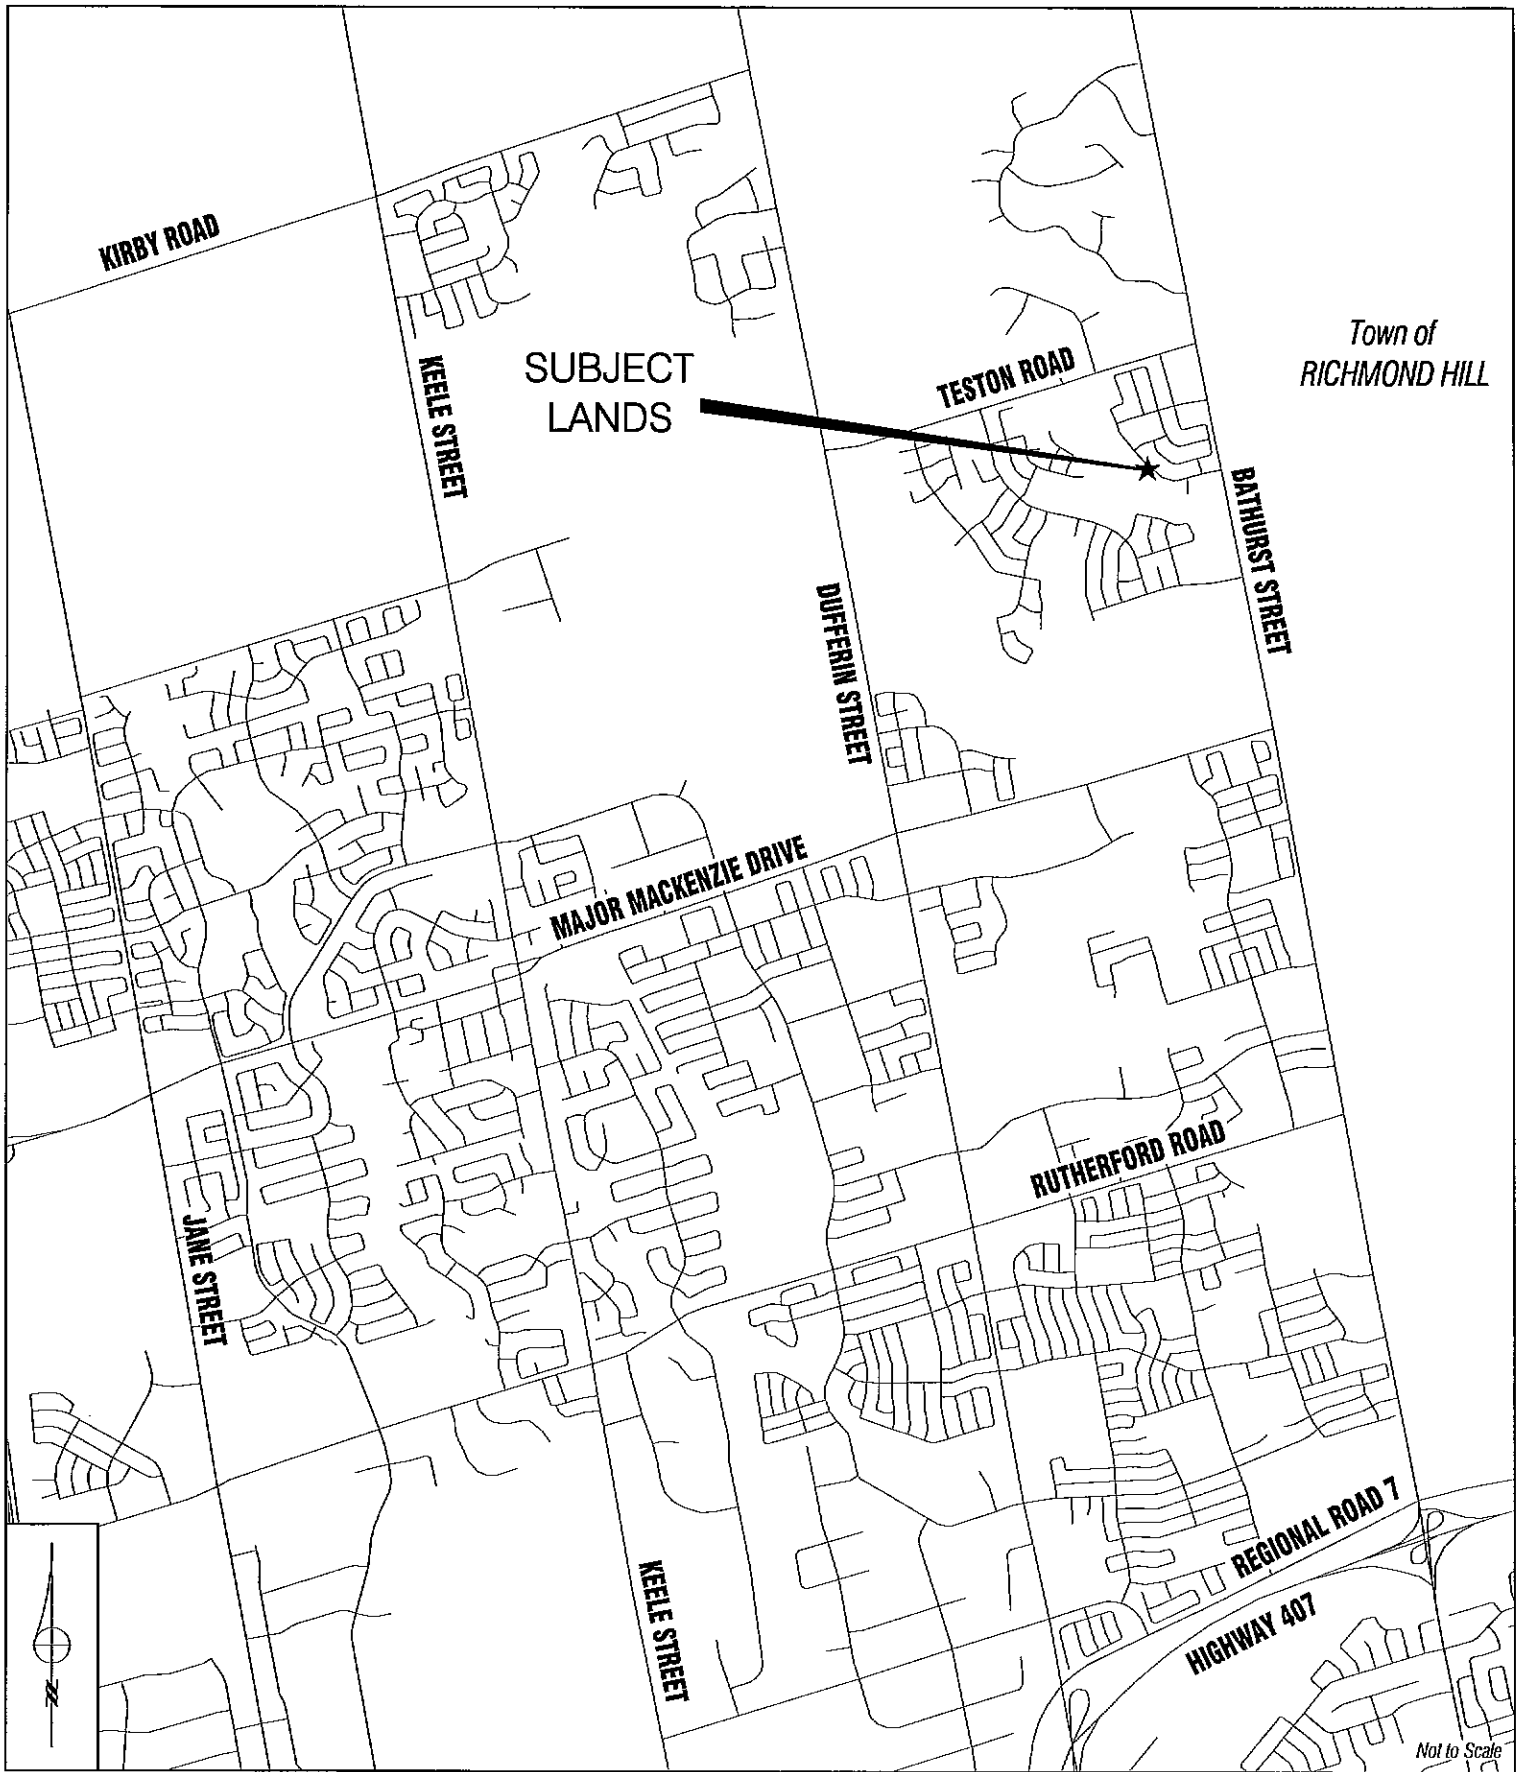 KIRBY ROAD
KEELE STREET
SUBJECT
LANDS
TESTON ROAD
Town of
RICHMOND HILL
BATHURST STREET
DUFFERIN STREET
MAJOR MACKENZIE DRIVE
RUTHERFORD ROAD
JANE STREET
REGIONAL ROAD 7
HIGHWAY 407
KEELE STREET
N
Not to Scale